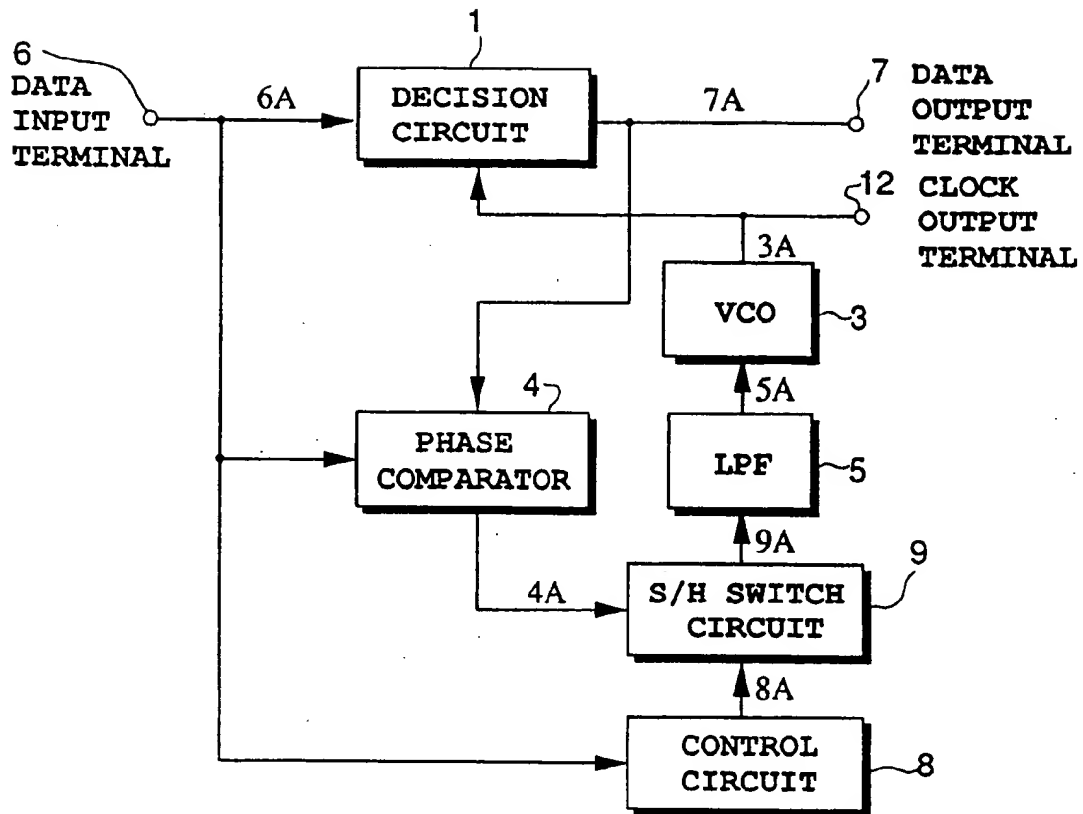 1
6
DATA
INPUT
TERMINAL
6A
DECISION
CIRCUIT
7A
7
DATA
OUTPUT
TERMINAL
12
CLOCK
OUTPUT
TERMINAL
3A
VCO
3
5A
4
PHASE
COMPARATOR
LPF
5
9A
9
4A
S/H SWITCH
CIRCUIT
8A
CONTROL
CIRCUIT
8